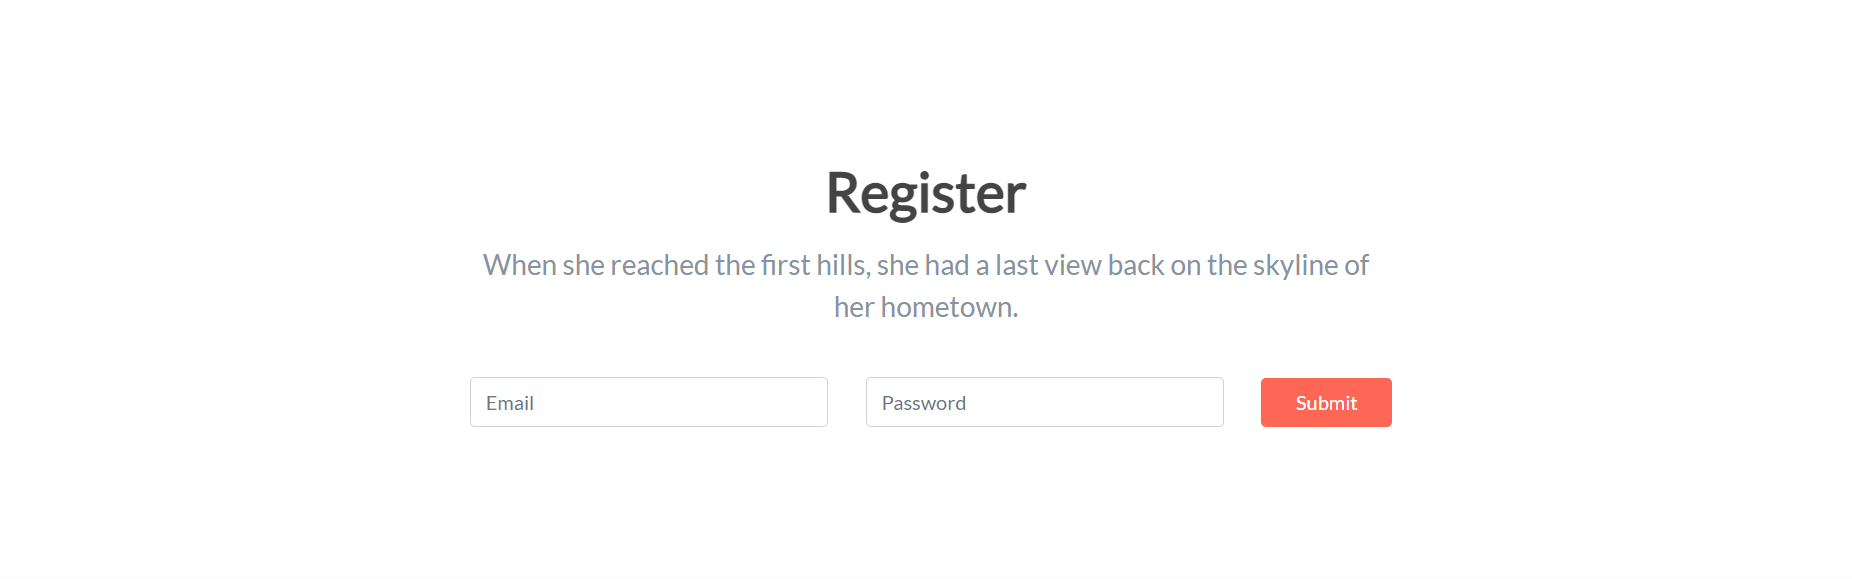 Register
When she reached the first hills, she had a last view back on the skyline of
her hometown.
Email
Password
Submit